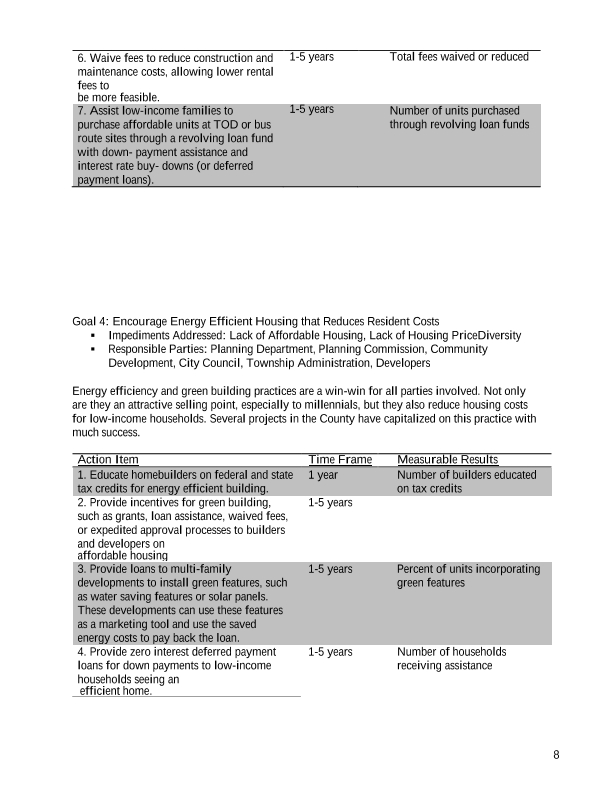 6. Waive fees to reduce construction and 1-5 years Total fees waived or reduced
maintenance costs, allowing lower rental
fees to
be more feasible.
7. Assist low-income families to 1-5 years Number of units purchased
purchase affordable units at TOD or bus through revolving loan funds
route sites through a revolving loan fund
with down- payment assistance and
interest rate buy- downs (or deferred
payment loans).
Goal 4: Encourage Energy Efficient Housing that Reduces Resident Costs
▪ Impediments Addressed: Lack of Affordable Housing, Lack of Housing PriceDiversity
▪ Responsible Parties: Planning Department, Planning Commission, Community
Development, City Council, Township Administration, Developers
Energy efficiency and green building practices are a win-win for all parties involved. Not only
are they an attractive selling point, especially to millennials, but they also reduce housing costs
for low-income households. Several projects in the County have capitalized on this practice with
much success.
Action Item Time Frame Measurable Results
1. Educate homebuilders on federal and state 1 year Number of builders educated
tax credits for energy efficient building. on tax credits
2. Provide incentives for green building, 1-5 years
such as grants, loan assistance, waived fees,
or expedited approval processes to builders
and developers on
affordable housing
3. Provide loans to multi-family 1-5 years Percent of units incorporating
developments to install green features, such green features
as water saving features or solar panels.
These developments can use these features
as a marketing tool and use the saved
energy costs to pay back the loan.
4. Provide zero interest deferred payment 1-5 years Number of households
loans for down payments to low-income receiving assistance
households seeing an
efficient home.
8